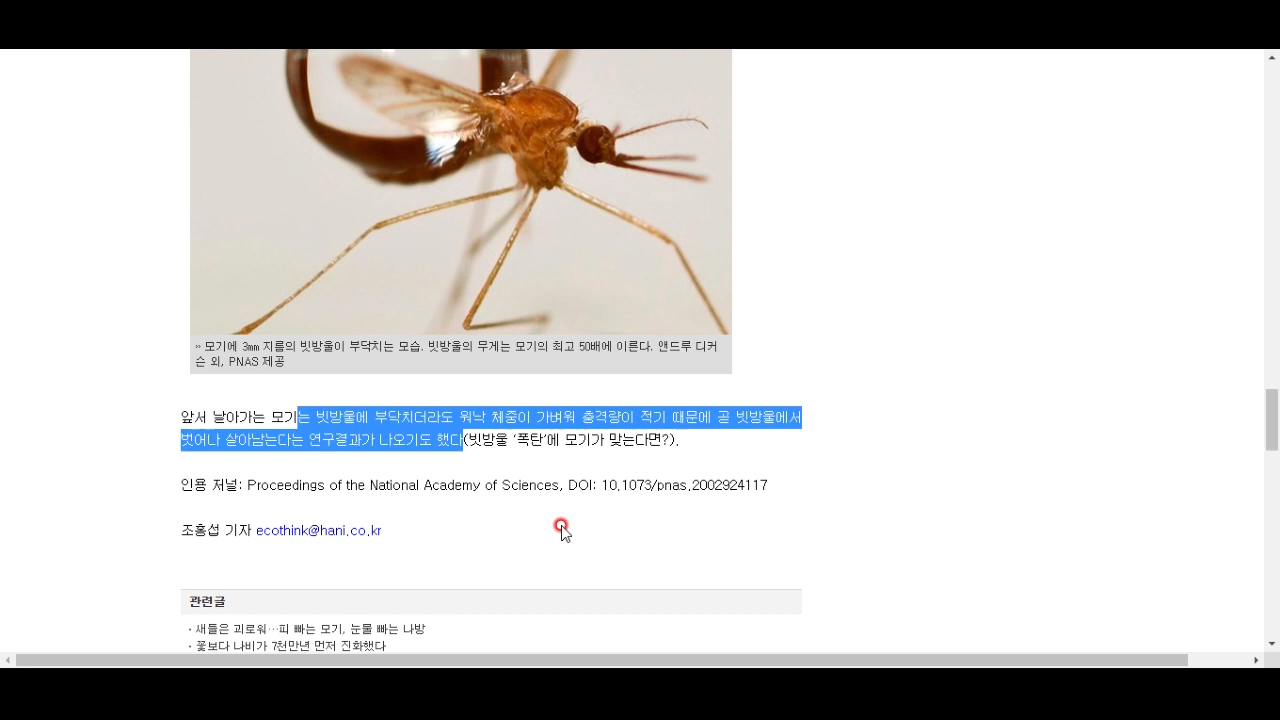 » 모기에 3mm 지름의 빗방울이 부닥치는 모습. 빗방울의 무게는 모기의 최고 50배에 이른다. 앤드루 디커
슨 외, PNAS 제공
앞서 날아가는 모기는 빗방울에 부닥치더라도 워낙 체중이 가벼워 충격량이 적기 때문에 곧 빗방울에서
벗어나 살아남는다는 연구결과가 나오기도 했다(빗방울 ‘폭탄’에 모기가 맞는다면?).
인용 저널: Proceedings of the National Academy of Sciences, DOI: 10.1073/pnas.2002924117
조홍섭 기자 ecothink@hani.co.kr
관련글
· 새들은 괴로워…피 빠는 모기, 눈물 빠는 나방
· 꽃보다 나비가 7천만년 먼저 진화했다